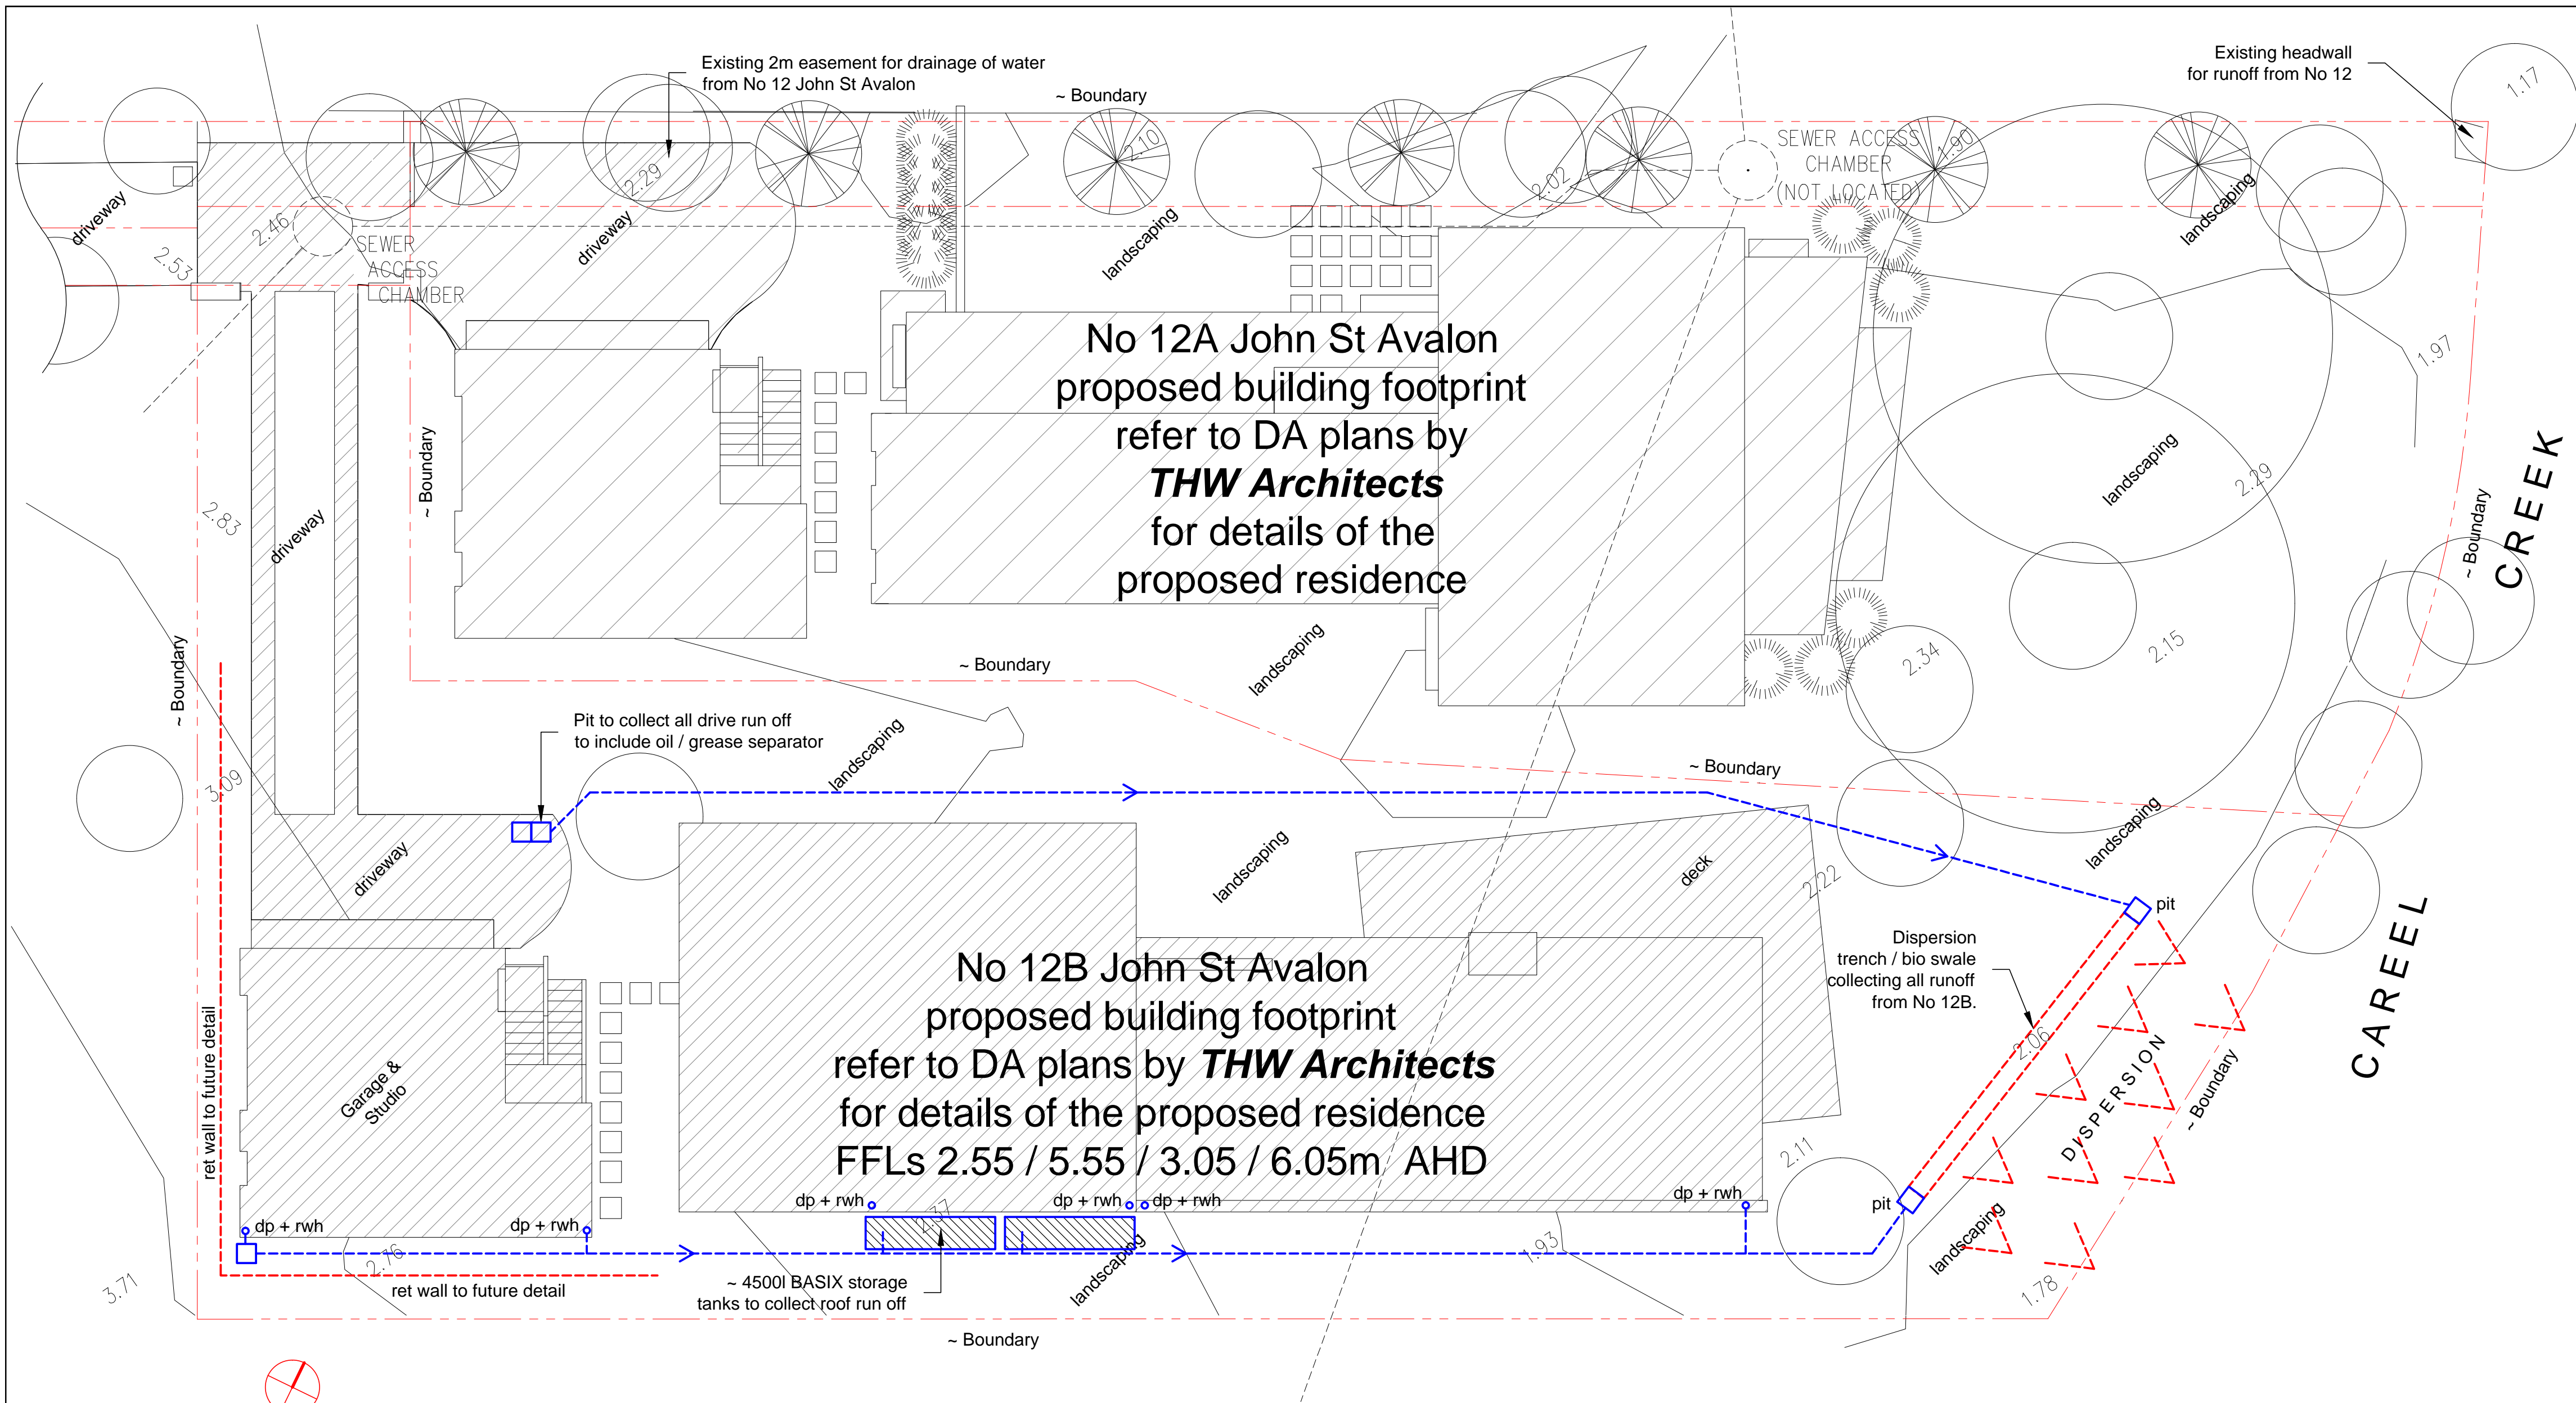 Existing 2m easement for drainage of water
from No 12 John St Avalon
~ Boundary
Existing headwall
for runoff from No 12
1.17
SEWER ACCESS
CHAMBER
(NOT LOCATED)
1.90
2.10
2.29
2.02
2.46
2.53
driveway
driveway
landscaping
landscaping
SEWER
ACCESS
CHAMBER
No 12A John St Avalon
proposed building footprint
refer to DA plans by
THW Architects
for details of the
proposed residence
1.97
landscaping
2.29
~ Boundary
CAREEL CREEK
2.83
driveway
~ Boundary
~ Boundary
~ Boundary
landscaping
2.34
2.15
Pit to collect all drive run off
to include oil / grease separator
landscaping
~ Boundary
3.09
driveway
landscaping
deck
2.22
landscaping
pit
Dispersion
trench / bio swale
collecting all runoff
from No 12B.
2.06
DISPERSION
~ Boundary
No 12B John St Avalon
proposed building footprint
refer to DA plans by THW Architects
for details of the proposed residence
FFLs 2.55 / 5.55 / 3.05 / 6.05m AHD
ret wall to future detail
Garage &
Studio
2.11
dp + rwh
dp + rwh
dp + rwh
dp + rwh
dp + rwh
dp + rwh
pit
2.37
2.76
1.93
landscaping
landscaping
1.78
3.71
ret wall to future detail
~ 4500l BASIX storage
tanks to collect roof run off
~ Boundary